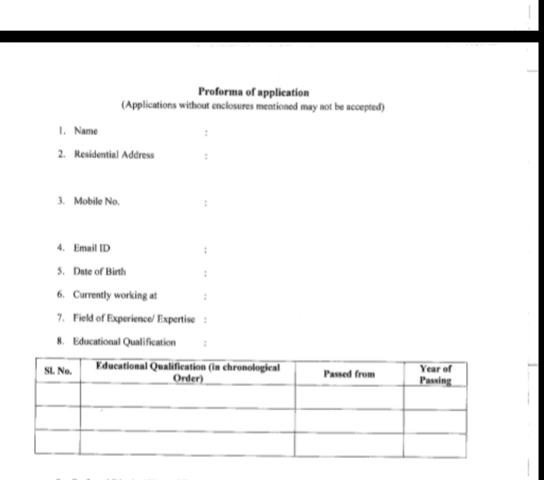 Proforma of application
(Applications without enclosures mentioned may not be accepted)
1. Name :
2. Residential Address :
3. Mobile No. :
4. Email ID :
5. Date of Birth :
6. Currently working at :
7. Field of Experience/ Expertise :
8. Educational Qualification :
Sl. No. Educational Qualification (in chronological Order) Passed from Year of Passing